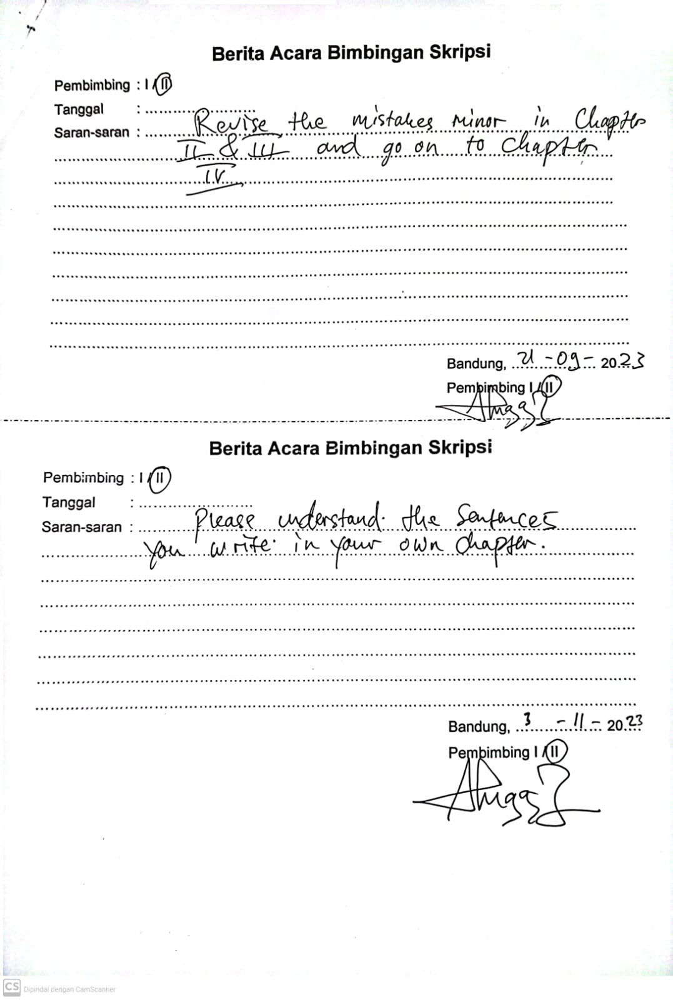 Berita Acara Bimbingan Skripsi
Pembimbing : I / II
Tanggal : ..............................
Saran-saran : Revise the mistakes minor in Chapter
II & III and go on to Chapter
IV
Bandung, 21 - 09 - 2023
Pembimbing I / II
Berita Acara Bimbingan Skripsi
Pembimbing : I / II
Tanggal : ..............................
Saran-saran : Please understand the Sentences
you write in your own Chapter.
Bandung, 3 - 11 - 2023
Pembimbing I / II
CS Dipindai dengan CamScanner